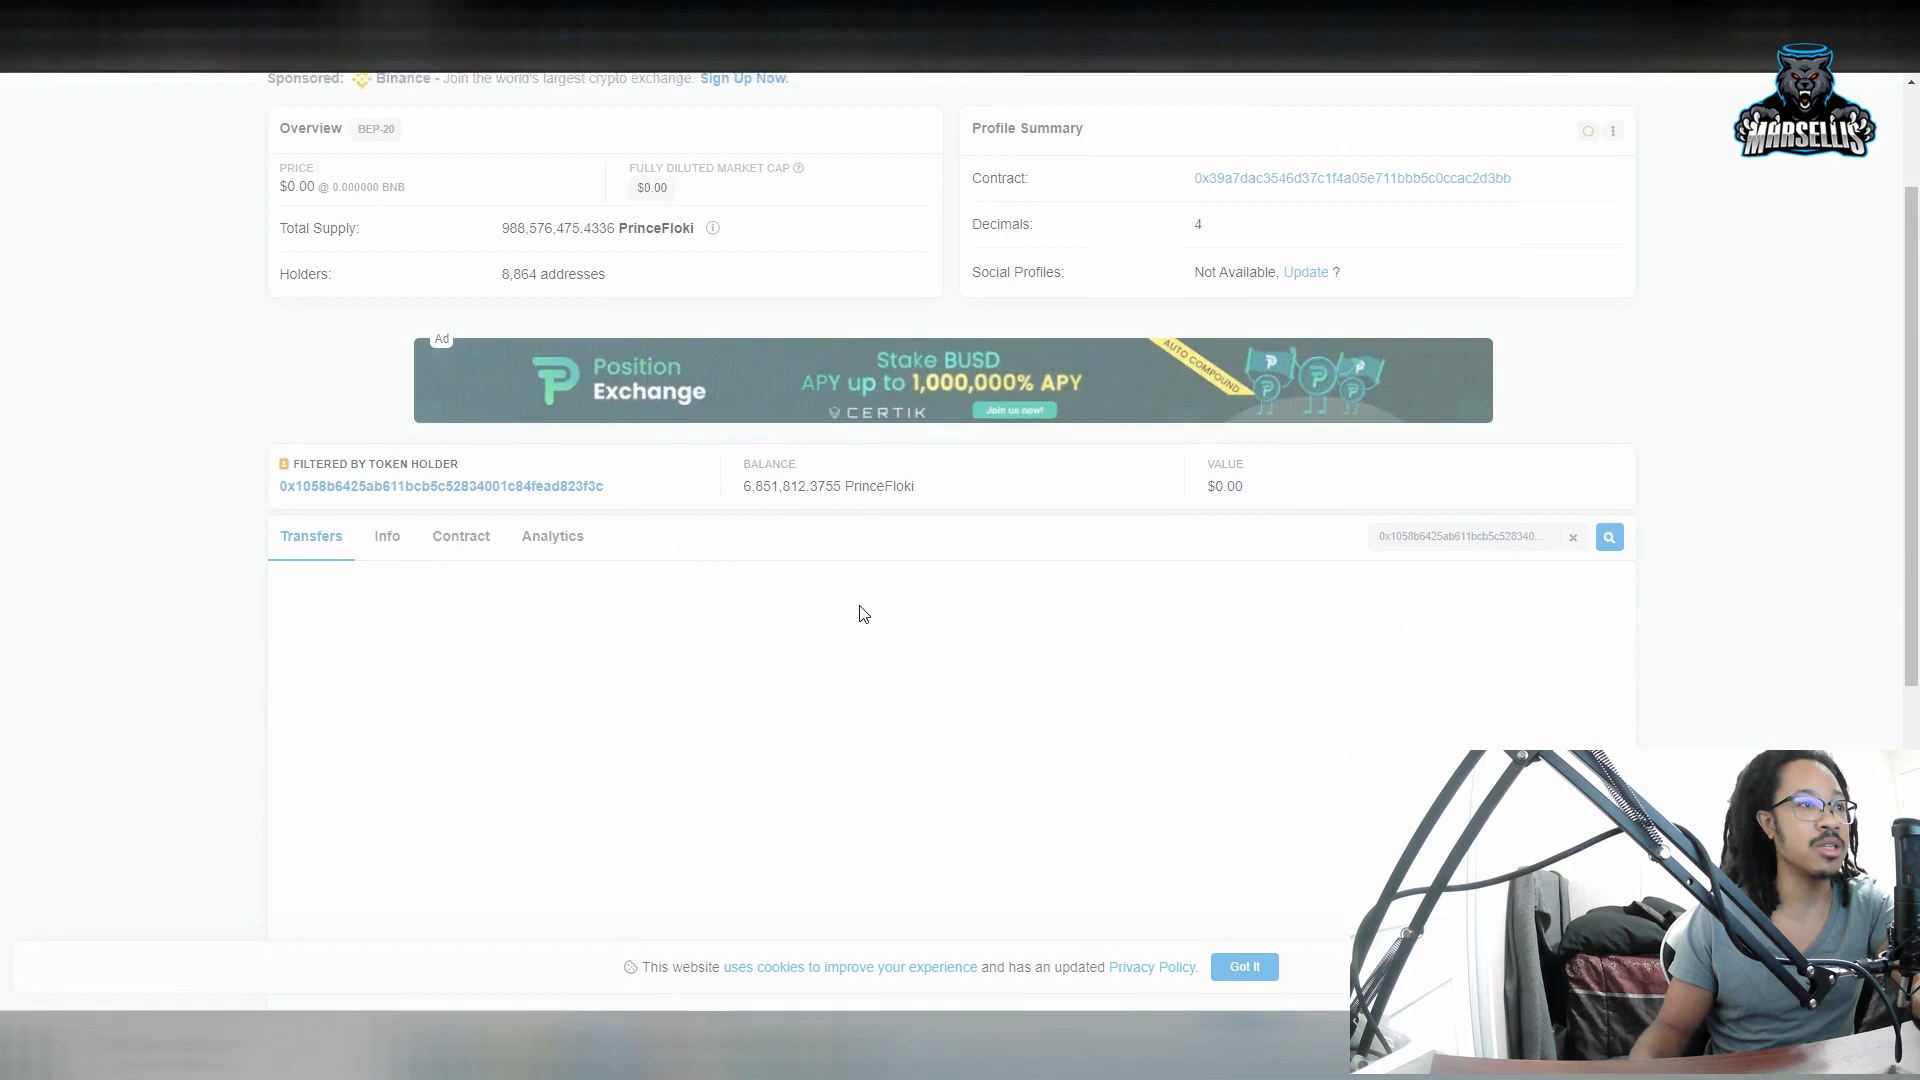 Sponsored: Binance - Join the world's largest crypto exchange. Sign Up Now.
MARSELLIS
Overview BEP-20
PRICE
$0.00 @ 0.000000 BNB
FULLY DILUTED MARKET CAP
$0.00
Total Supply: 988,576,475.4336 PrinceFloki
Holders: 8,864 addresses
Profile Summary
Contract: 0x39a7dac3546d37c1f4a05e711bbb5c0ccac2d3bb
Decimals: 4
Social Profiles: Not Available, Update ?
Ad
Position
Exchange
Stake BUSD
APY up to 1,000,000% APY
CERTIK
Join us now!
AUTO COMPOUND
FILTERED BY TOKEN HOLDER
0x1058b6425ab611bcb5c52834001c84fead823f3c
BALANCE
6,851,812.3755 PrinceFloki
VALUE
$0.00
Transfers Info Contract Analytics
0x1058b6425ab611bcb5c528340...
This website uses cookies to improve your experience and has an updated Privacy Policy.
Got It